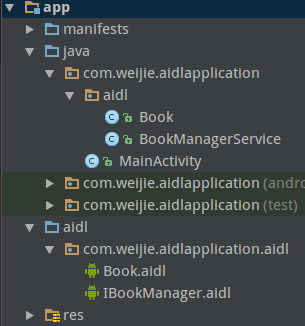 app
manifests
java
com.weijie.aidlapplication
aidl
Book
BookManagerService
MainActivity
com.weijie.aidlapplication (andro
com.weijie.aidlapplication (test)
aidl
com.weijie.aidlapplication.aidl
Book.aidl
IBookManager.aidl
res